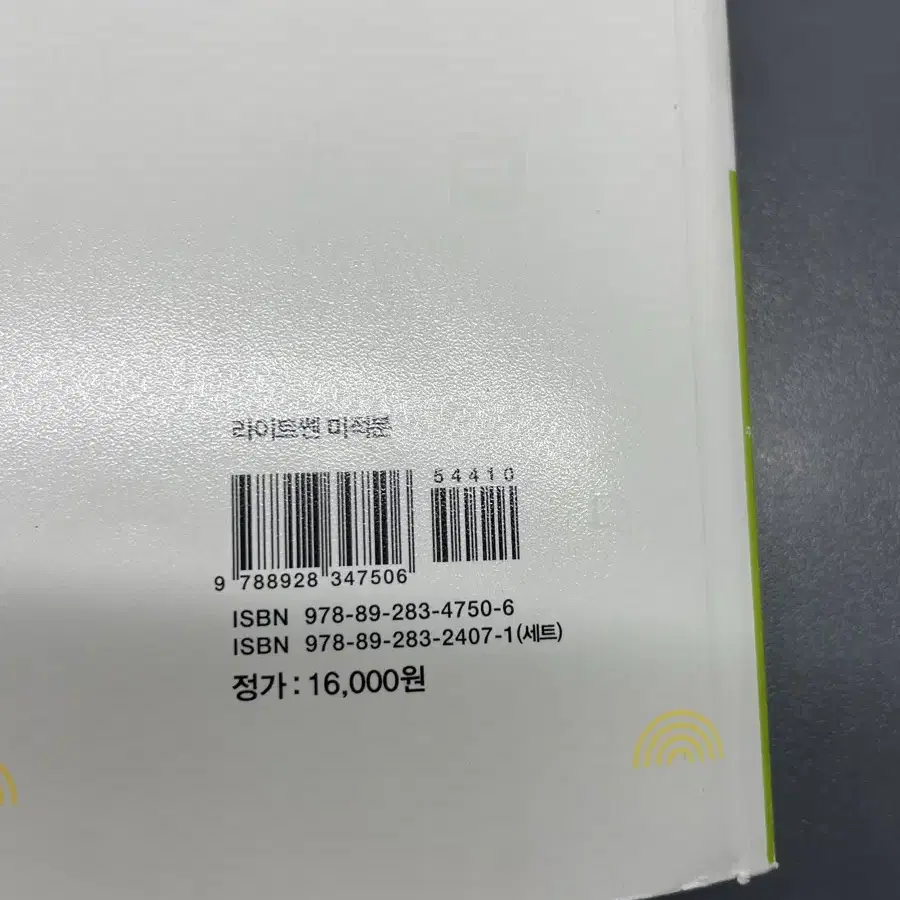 라이트쎈 미적분
54410
9 788928 347506
ISBN 978-89-283-4750-6
ISBN 978-89-283-2407-1(세트)
정가 : 16,000원